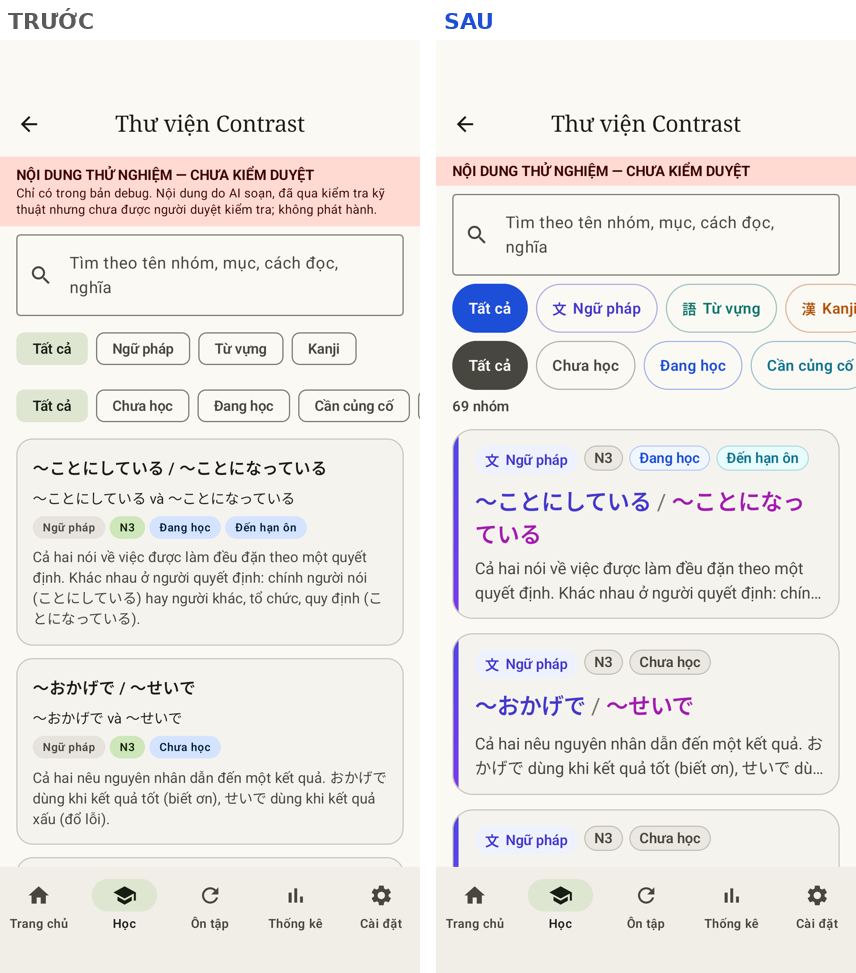 TRƯỚC
Thư viện Contrast
NỘI DUNG THỬ NGHIỆM — CHƯA KIỂM DUYỆT
Chỉ có trong bản debug. Nội dung do AI soạn, đã qua kiểm tra kỹ
thuật nhưng chưa được người duyệt kiểm tra; không phát hành.
Tìm theo tên nhóm, mục, cách đọc,
nghĩa
Tất cả
Ngữ pháp
Từ vựng
Kanji
Tất cả
Chưa học
Đang học
Cần củng cố
～ことにしている / ～ことになっている
～ことにしている và ～ことになっている
Ngữ pháp
N3
Đang học
Đến hạn ôn
Cả hai nói về việc được làm đều đặn theo một quyết
định. Khác nhau ở người quyết định: chính người nói
(ことにしている) hay người khác, tổ chức, quy định (こ
とになっている).
～おかげで / ～せいで
～おかげで và ～せいで
Ngữ pháp
N3
Chưa học
Cả hai nêu nguyên nhân dẫn đến một kết quả. おかげで
dùng khi kết quả tốt (biết ơn), せいで dùng khi kết quả
xấu (đổ lỗi).
Trang chủ
Học
Ôn tập
Thống kê
Cài đặt
SAU
Thư viện Contrast
NỘI DUNG THỬ NGHIỆM — CHƯA KIỂM DUYỆT
Tìm theo tên nhóm, mục, cách đọc,
nghĩa
Tất cả
文 Ngữ pháp
語 Từ vựng
漢 Kanji
Tất cả
Chưa học
Đang học
Cần củng cố
69 nhóm
文 Ngữ pháp
N3
Đang học
Đến hạn ôn
～ことにしている / ～ことになっ
ている
Cả hai nói về việc được làm đều đặn theo một
quyết định. Khác nhau ở người quyết định: chín...
文 Ngữ pháp
N3
Chưa học
～おかげで / ～せいで
Cả hai nêu nguyên nhân dẫn đến một kết quả. お
かげで dùng khi kết quả tốt (biết ơn), せいで dù...
文 Ngữ pháp
N3
Chưa học
Trang chủ
Học
Ôn tập
Thống kê
Cài đặt